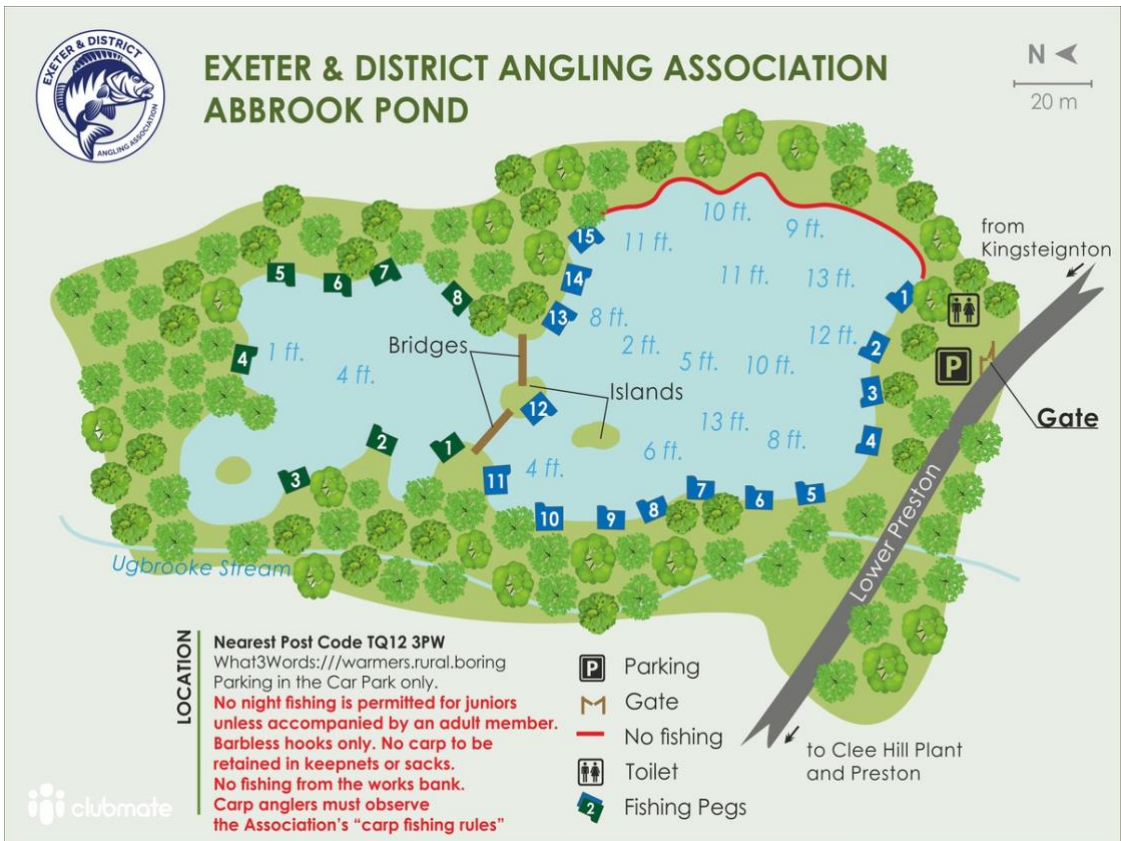 EXETER & DISTRICT
ANGLING ASSOCIATION
EXETER & DISTRICT ANGLING ASSOCIATION
ABBROOK POND
N
20 m
from
Kingsteignton
10 ft.
9 ft.
15
11 ft.
5
6
7
14
11 ft.
13 ft.
8
1
13
8 ft.
12 ft.
2
Bridges
4
1 ft.
2 ft.
5 ft.
10 ft.
P
4 ft.
Islands
3
12
Gate
13 ft.
2
1
8 ft.
4
6 ft.
4 ft.
3
11
7
6
5
10
9
8
Lower Preston
Ugbrooke Stream
LOCATION
Nearest Post Code TQ12 3PW
What3Words:///warmers.rural.boring
Parking in the Car Park only.
No night fishing is permitted for juniors
unless accompanied by an adult member.
Barbless hooks only. No carp to be
retained in keepnets or sacks.
No fishing from the works bank.
Carp anglers must observe
the Association's “carp fishing rules”
P Parking
Gate
No fishing
Toilet
2 Fishing Pegs
to Clee Hill Plant
and Preston
clubmate